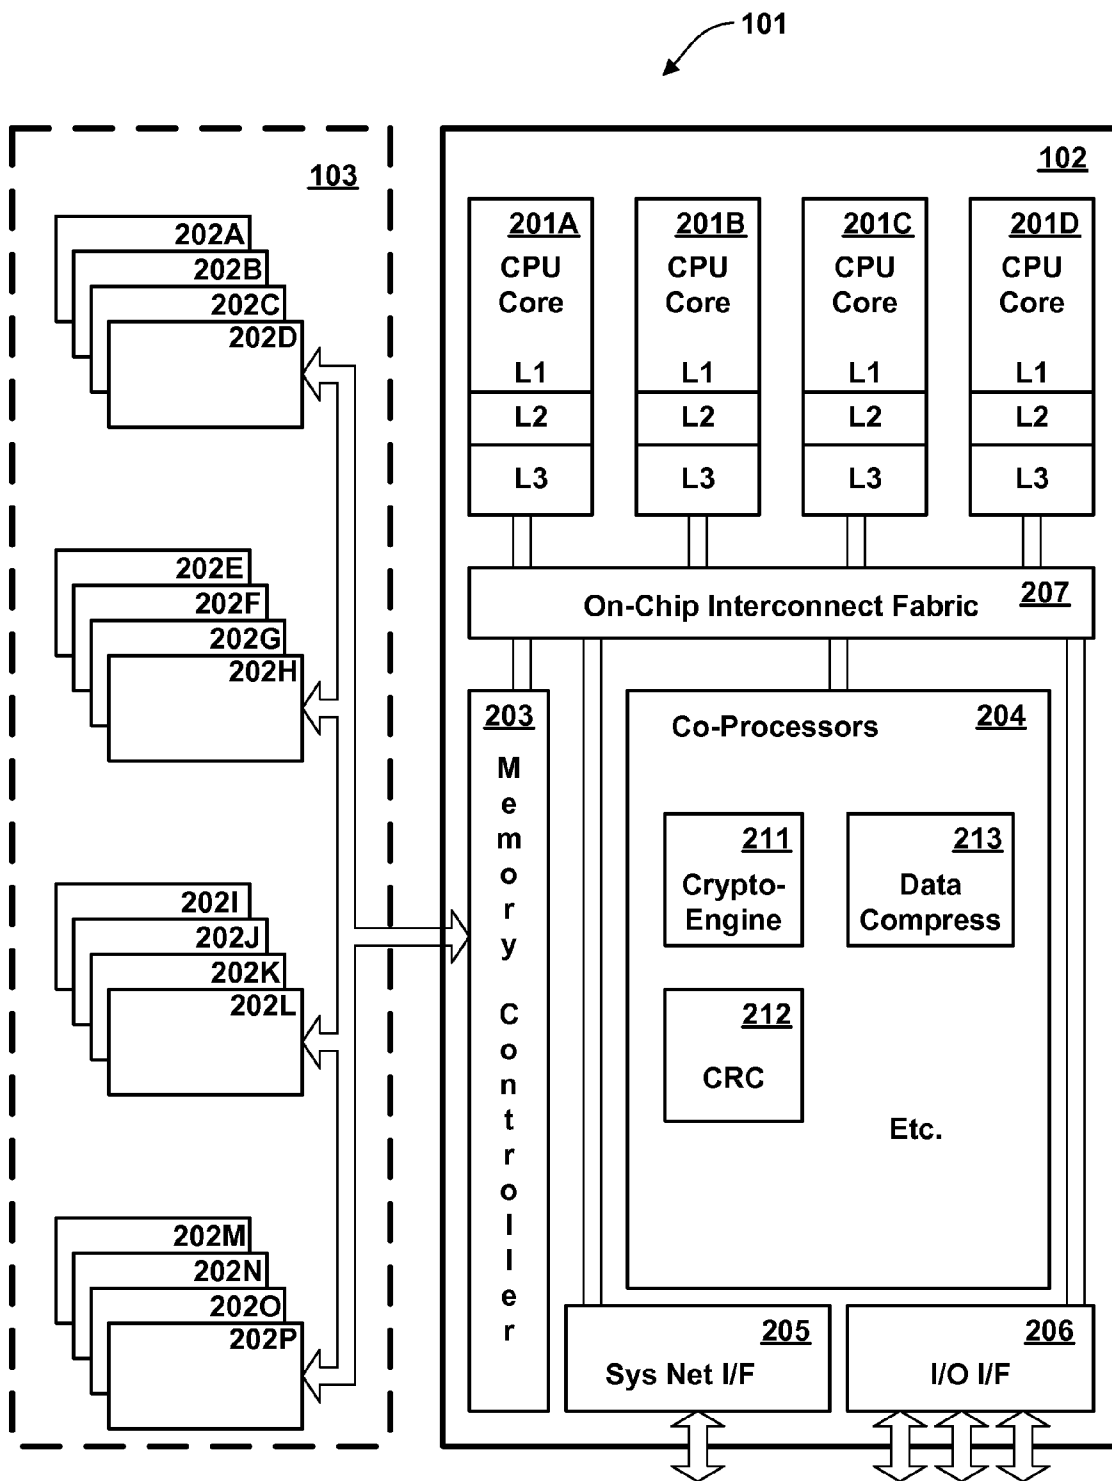 101
103
202A
202B
202C
202D
202E
202F
202G
202H
202I
202J
202K
202L
202M
202N
202O
202P
102
201A
CPU
Core
L1
L2
L3
201B
CPU
Core
L1
L2
L3
201C
CPU
Core
L1
L2
L3
201D
CPU
Core
L1
L2
L3
207
On-Chip Interconnect Fabric
203
Memory Controller
204
Co-Processors
211
Crypto-
Engine
213
Data
Compress
212
CRC
Etc.
205
Sys Net I/F
206
I/O I/F